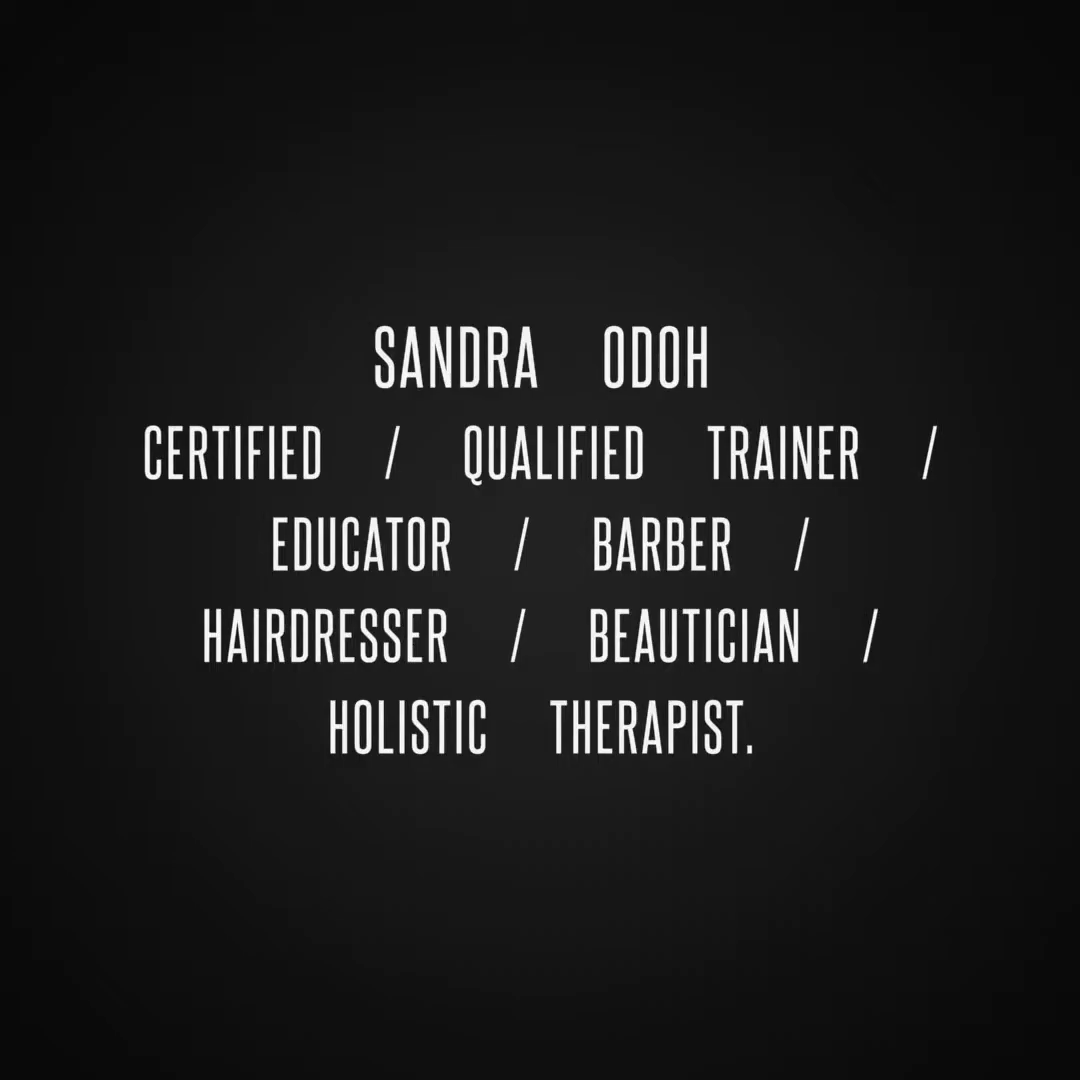 SANDRA ODOH
CERTIFIED / QUALIFIED TRAINER /
EDUCATOR / BARBER /
HAIRDRESSER / BEAUTICIAN /
HOLISTIC THERAPIST.